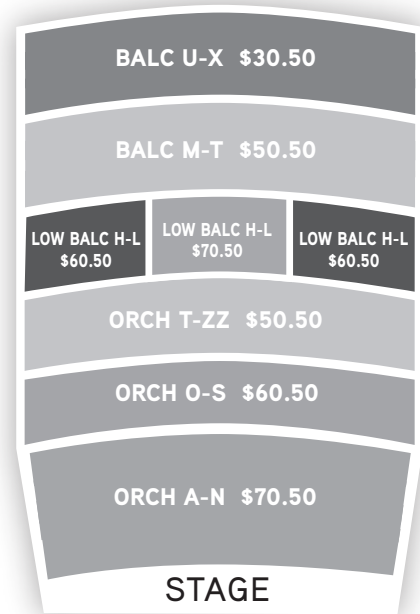 BALC U-X $30.50
BALC M-T $50.50
LOW BALC H-L
$60.50
LOW BALC H-L
$70.50
LOW BALC H-L
$60.50
ORCH T-ZZ $50.50
ORCH O-S $60.50
ORCH A-N $70.50
STAGE